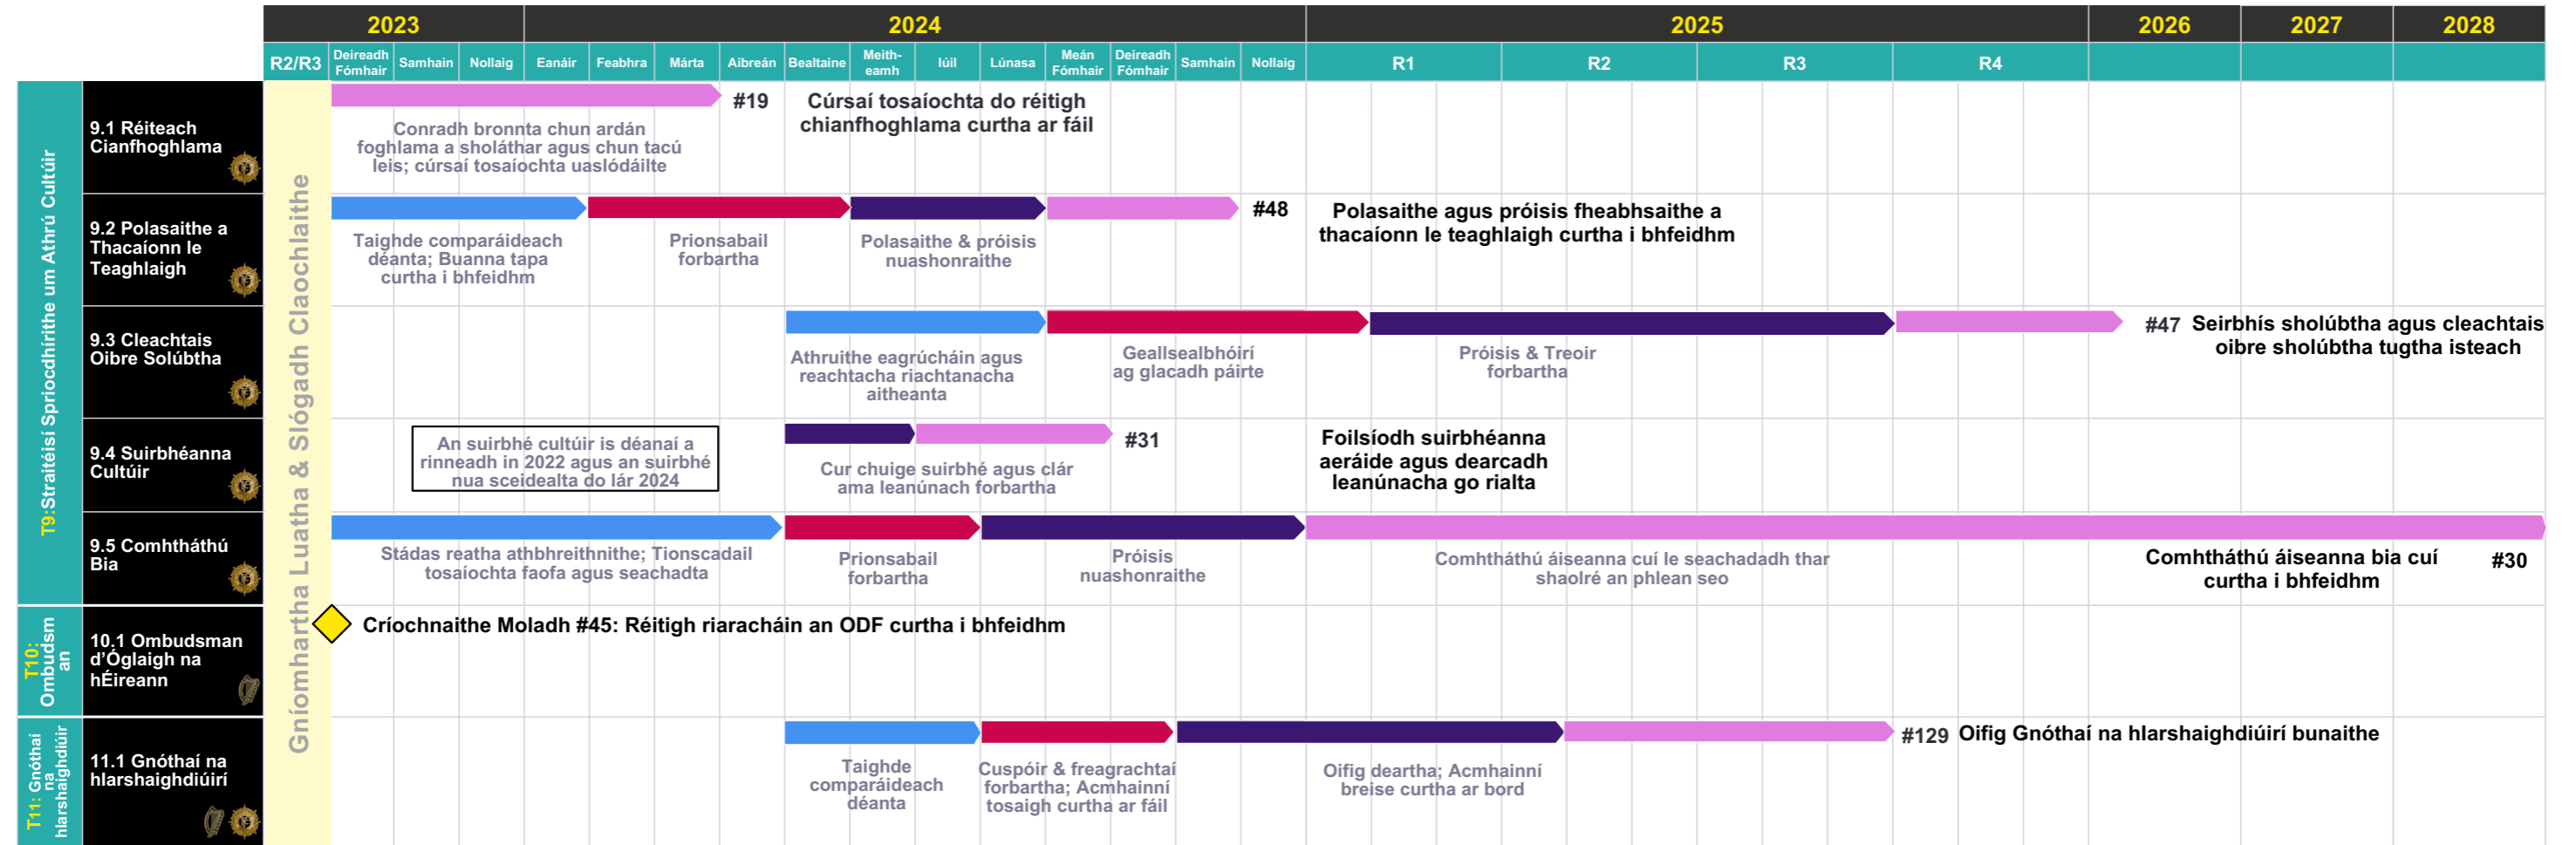 2023 2024 2025 2026 2027 2028
R2/R3 Deireadh Fómhair Samhain Nollaig Eanáir Feabhra Márta Aibreán Bealtaine Meith-eamh Iúil Lúnasa Meán Fómhair Deireadh Fómhair Samhain Nollaig R1 R2 R3 R4
T9:Straitéisí Spriocdhírithe um Athrú Cultúir
Gníomhartha Luatha & Slógadh Claochlaithe
9.1 Réiteach
Cianfhoghlama
#19
Cúrsaí tosaíochta do réitigh
chianfhoghlama curtha ar fáil
Conradh bronnta chun ardán
foghlama a sholáthar agus chun tacú
leis; cúrsaí tosaíochta uaslódáilte
9.2 Polasaithe a
Thacaíonn le
Teaghlaigh
Taighde comparáideach
déanta; Buanna tapa
curtha i bhfeidhm
Prionsabail
forbartha
Polasaithe & próisis
nuashonraithe
#48
Polasaithe agus próisis fheabhsaithe a
thacaíonn le teaghlaigh curtha i bhfeidhm
9.3 Cleachtais
Oibre Solúbtha
Athruithe eagrúcháin agus
reachtacha riachtanacha
aitheanta
Geallsealbhóirí
ag glacadh páirte
Próisis & Treoir
forbartha
#47 Seirbhís sholúbtha agus cleachtais
oibre sholúbtha tugtha isteach
9.4 Suirbhéanna
Cultúir
An suirbhé cultúir is déanaí a
rinneadh in 2022 agus an suirbhé
nua sceidealta do lár 2024
Cur chuige suirbhé agus clár
ama leanúnach forbartha
#31
Foilsíodh suirbhéanna
aeráide agus dearcadh
leanúnacha go rialta
9.5 Comhtháthú
Bia
Stádas reatha athbhreithnithe; Tionscadail
tosaíochta faofa agus seachadta
Prionsabail
forbartha
Próisis
nuashonraithe
Comhtháthú áiseanna cuí le seachadadh thar
shaolré an phlean seo
Comhtháthú áiseanna bia cuí
curtha i bhfeidhm
#30
T10:
Ombudsm
an
10.1 Ombudsman
d'Óglaigh na
hÉireann
Críochnaithe Moladh #45: Réitigh riaracháin an ODF curtha i bhfeidhm
T11: Gnóthaí
na
hIarshaighdiúir
11.1 Gnóthaí na
hIarshaighdiúirí
Taighde
comparáideach
déanta
Cuspóir & freagrachtaí
forbartha; Acmhainní
tosaigh curtha ar fáil
Oifig deartha; Acmhainní
breise curtha ar bord
#129 Oifig Gnóthaí na hIarshaighdiúirí bunaithe